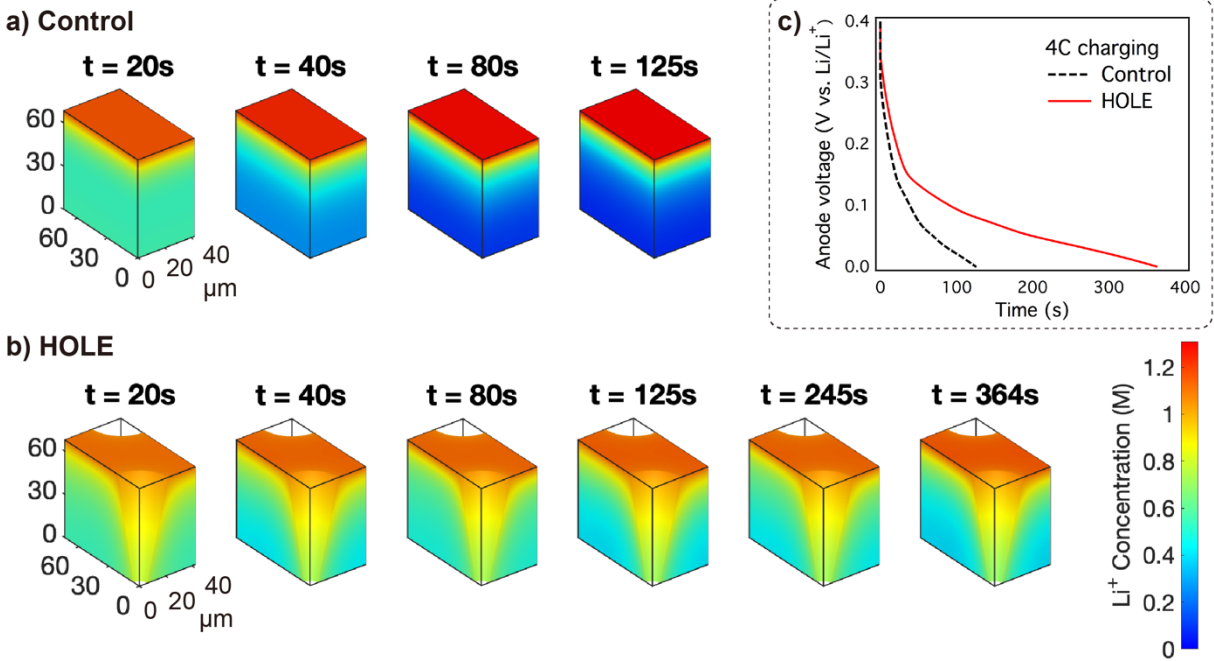 a) Control
t = 20s t = 40s t = 80s t = 125s
60
30
0
60
30
0
0
20
40
μm
c)
0.4
0.3
0.2
0.1
0.0
Anode voltage (V vs. Li/Li⁺)
4C charging
Control
HOLE
0 100 200 300 400
Time (s)
b) HOLE
t = 20s t = 40s t = 80s t = 125s t = 245s t = 364s
60
30
0
60
30
0
0
20
40
μm
Li⁺ Concentration (M)
1.2
1
0.8
0.6
0.4
0.2
0